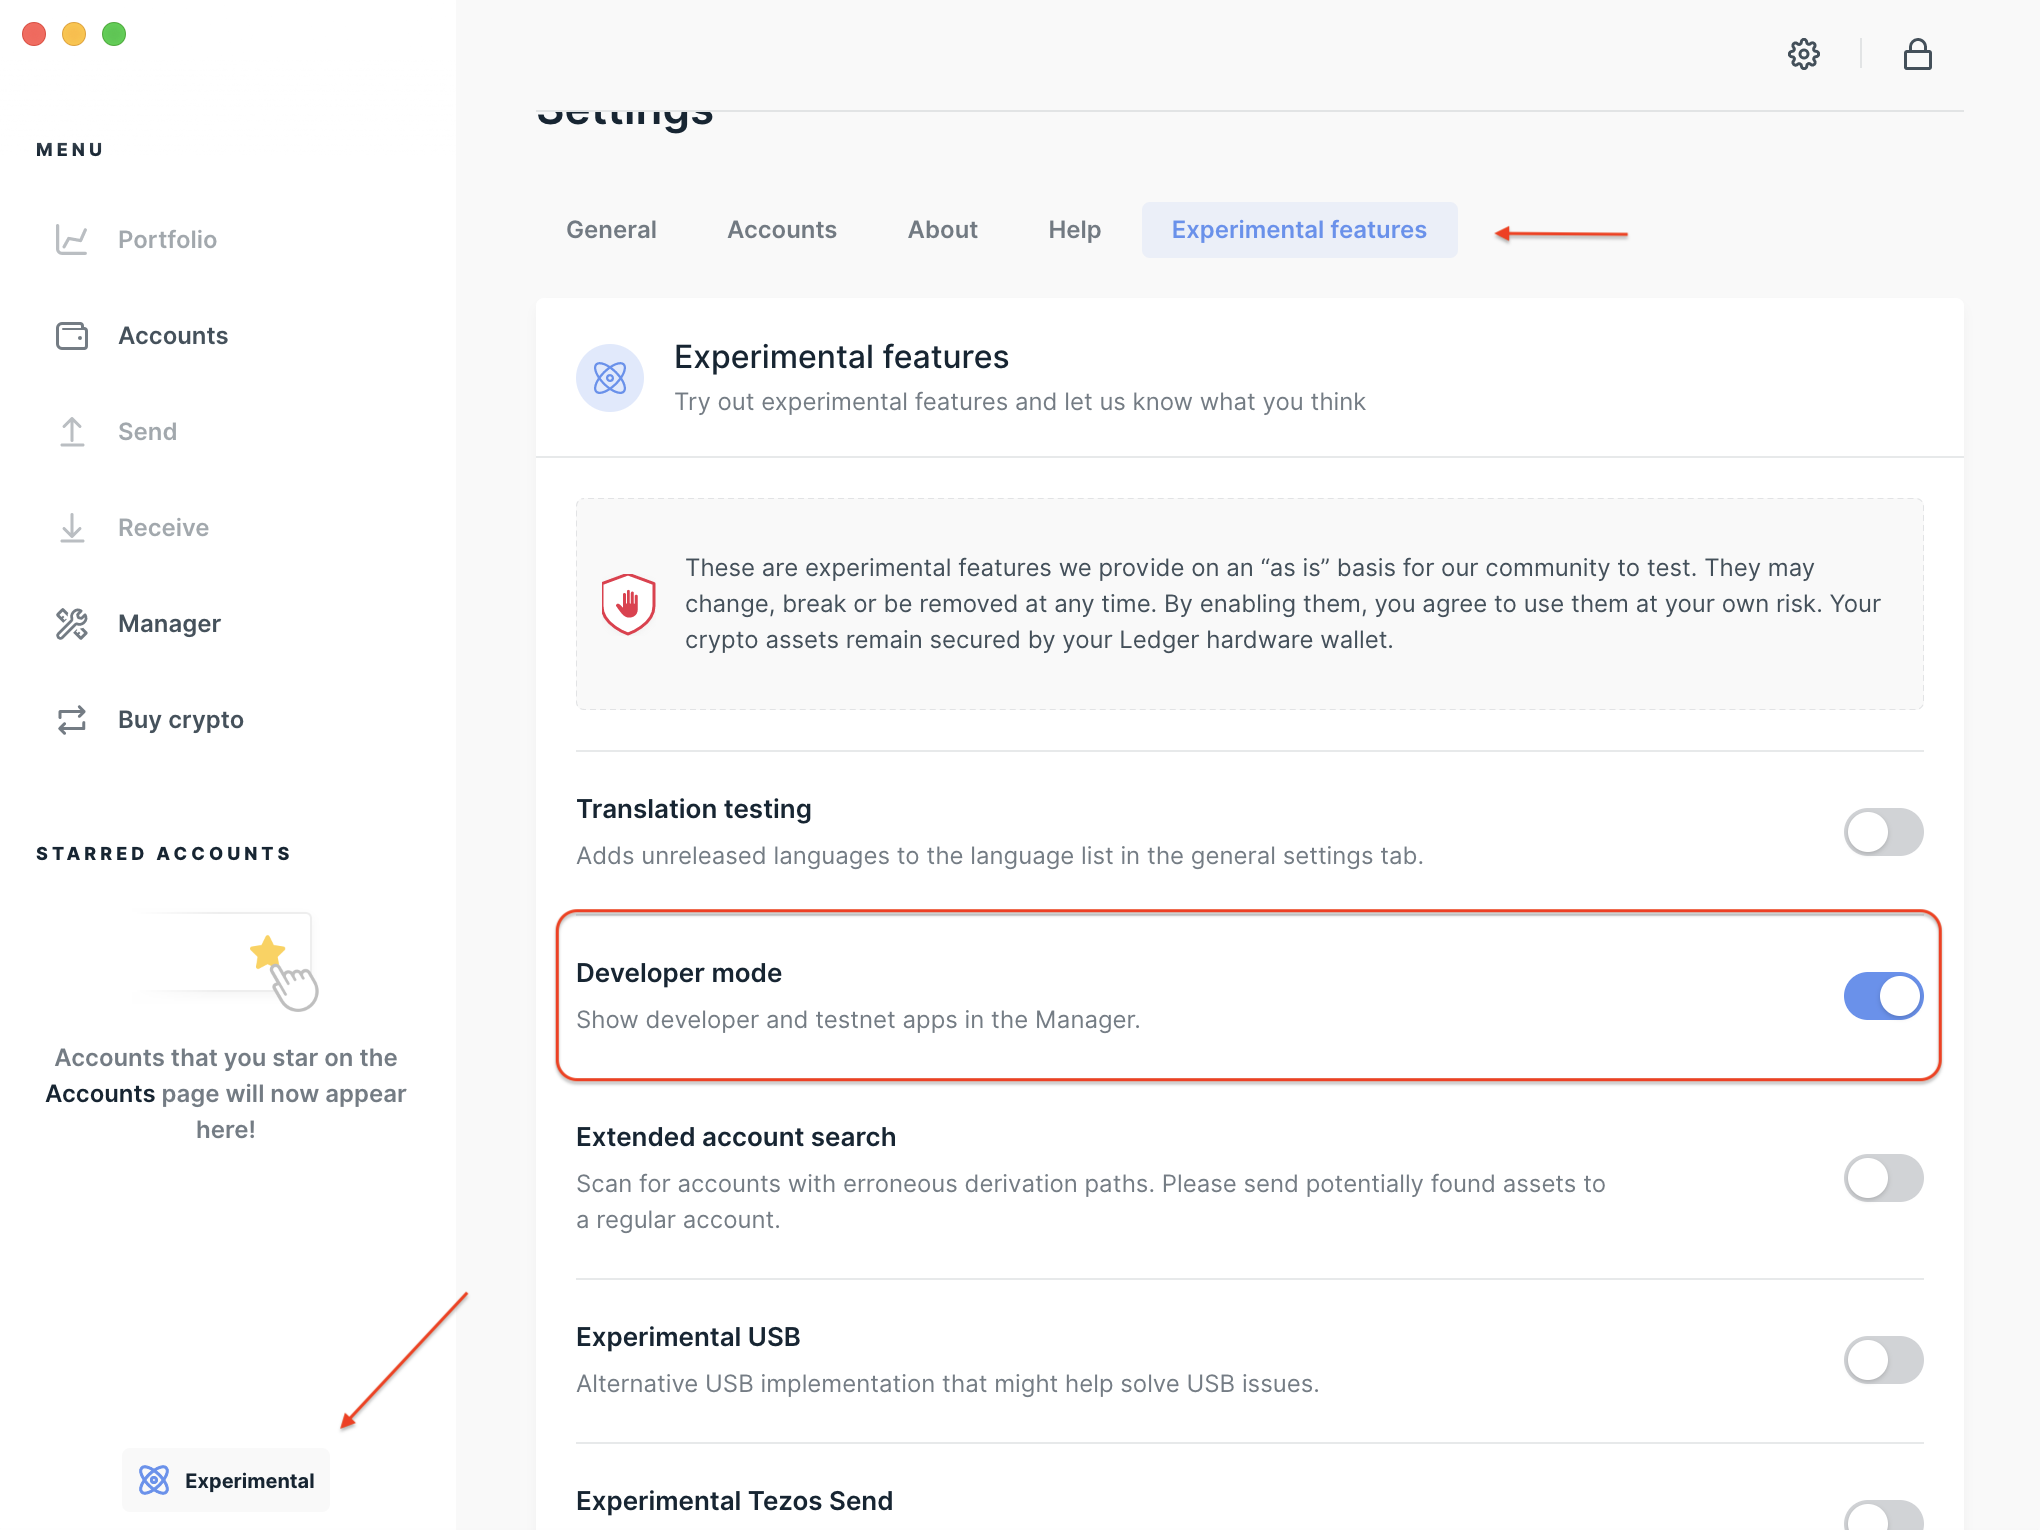 Settings
MENU
Portfolio
Accounts
Send
Receive
Manager
Buy crypto
STARRED ACCOUNTS
Accounts that you star on the
Accounts page will now appear
here!
Experimental
General
Accounts
About
Help
Experimental features
Experimental features
Try out experimental features and let us know what you think
These are experimental features we provide on an “as is” basis for our community to test. They may
change, break or be removed at any time. By enabling them, you agree to use them at your own risk. Your
crypto assets remain secured by your Ledger hardware wallet.
Translation testing
Adds unreleased languages to the language list in the general settings tab.
Developer mode
Show developer and testnet apps in the Manager.
Extended account search
Scan for accounts with erroneous derivation paths. Please send potentially found assets to
a regular account.
Experimental USB
Alternative USB implementation that might help solve USB issues.
Experimental Tezos Send